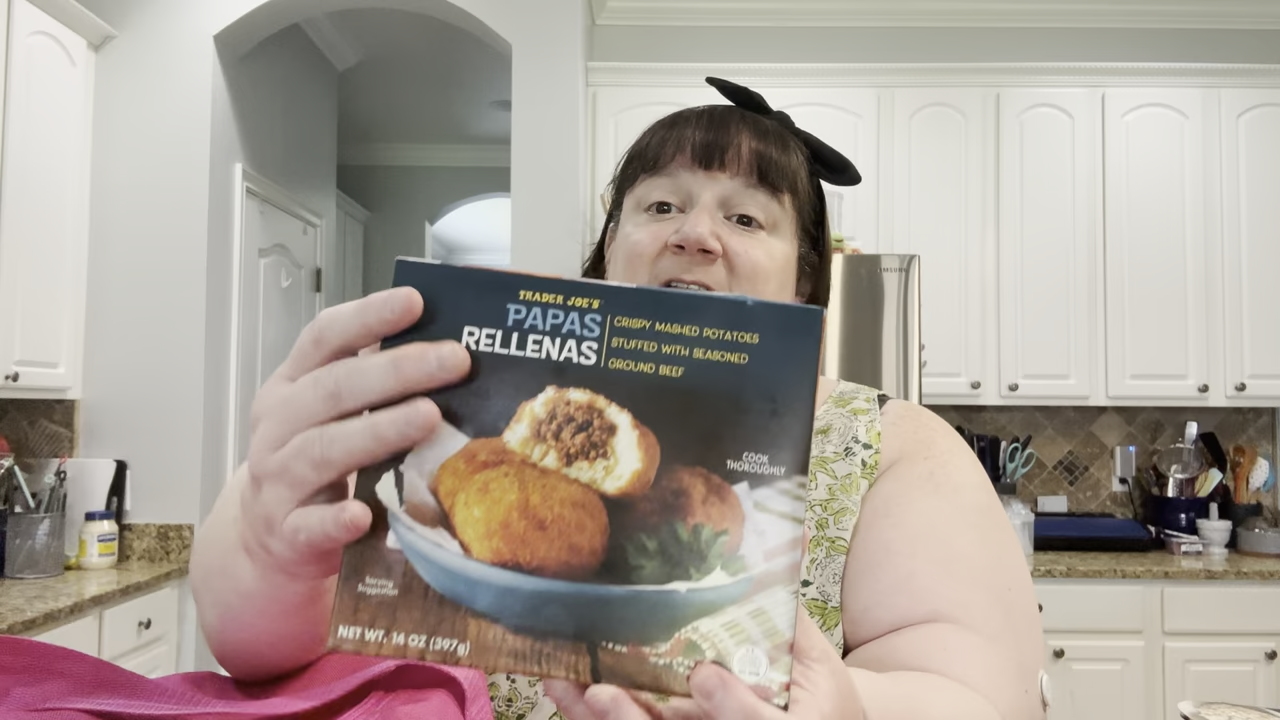 SAMSUNG
TRADER JOE'S
PAPAS
RELLENAS
CRISPY MASHED POTATOES
STUFFED WITH SEASONED
GROUND BEEF
COOK
THOROUGHLY
Serving
Suggestion
NET WT. 14 OZ (397g)